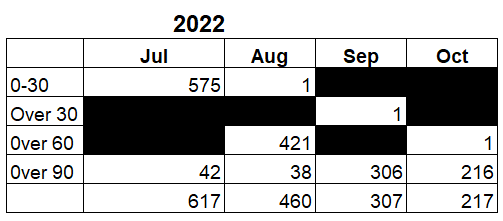 2022
Jul Aug Sep Oct
0-30 575 1
Over 30 1
0ver 60 421 1
0ver 90 42 38 306 216
617 460 307 217